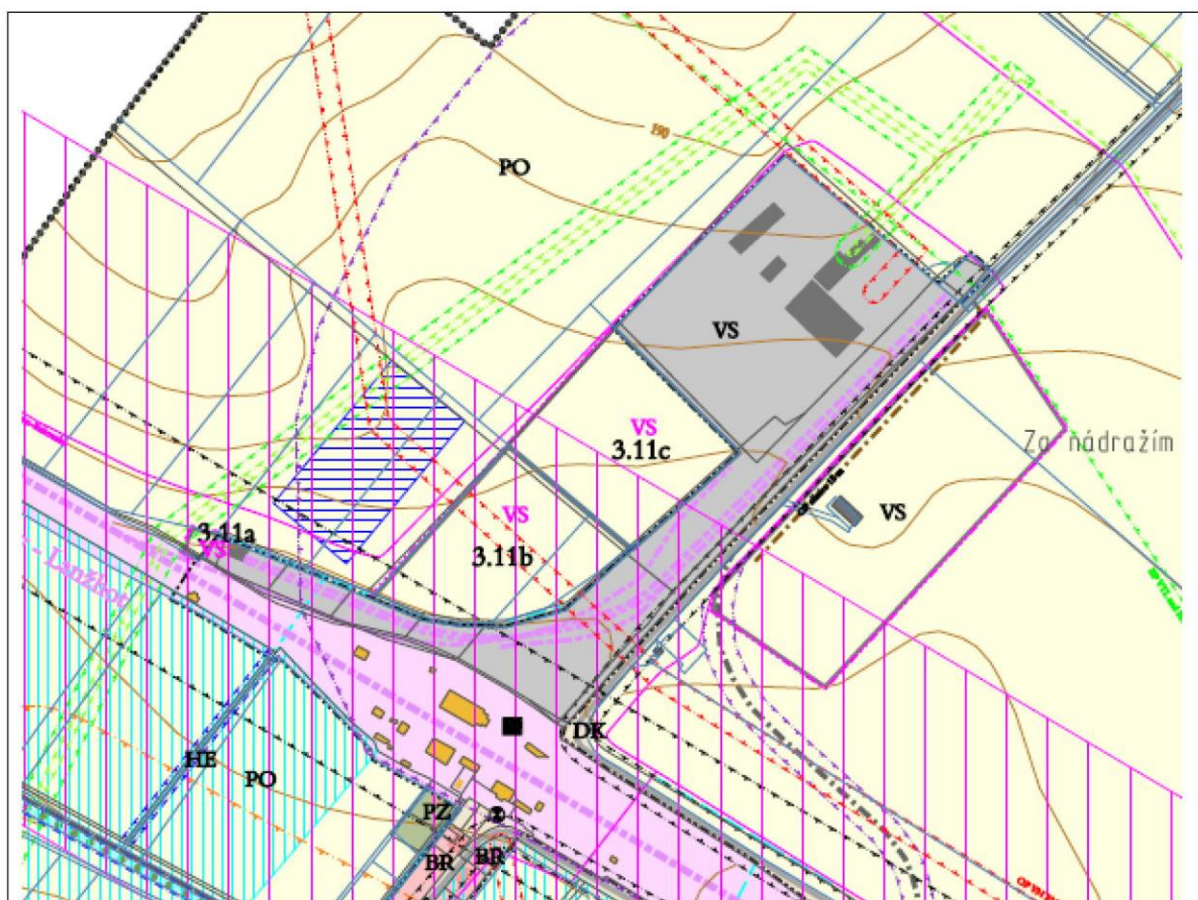 190
PO
VS
VS
3.11c
Za nádražím
VS
VS
3.11b
3.11a
VS
Lanžhot
DK
HE
PO
PZ
BR
BR